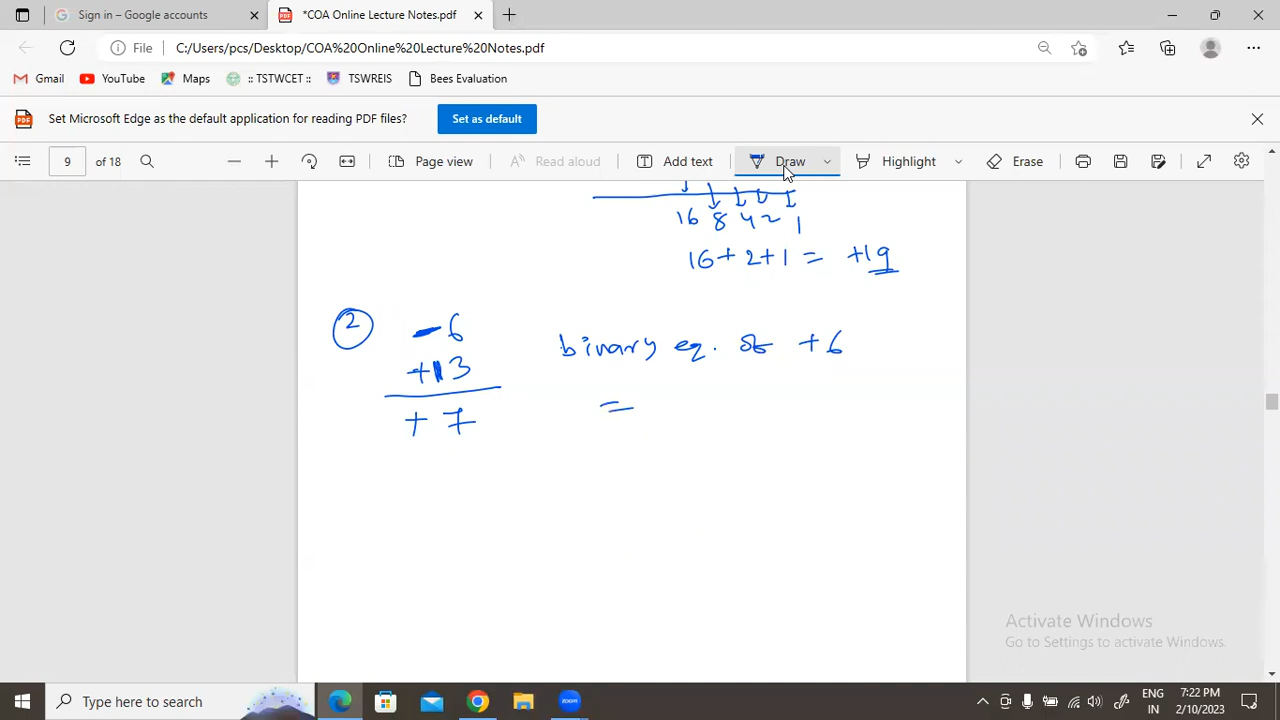 Sign in – Google accounts
*COA Online Lecture Notes.pdf
File C:/Users/pcs/Desktop/COA%20Online%20Lecture%20Notes.pdf
Gmail YouTube Maps :: TSTWCET :: TSWREIS Bees Evaluation
Set Microsoft Edge as the default application for reading PDF files? Set as default
9 of 18 Page view Read aloud Add text Draw Highlight Erase
16 8 4 2 1
16 + 2 + 1 = +19
2 -6 binary eq. of +6
+13 =
+ 7
Activate Windows
Go to Settings to activate Windows.
Type here to search
zoom
ENG 7:22 PM
IN 2/10/2023